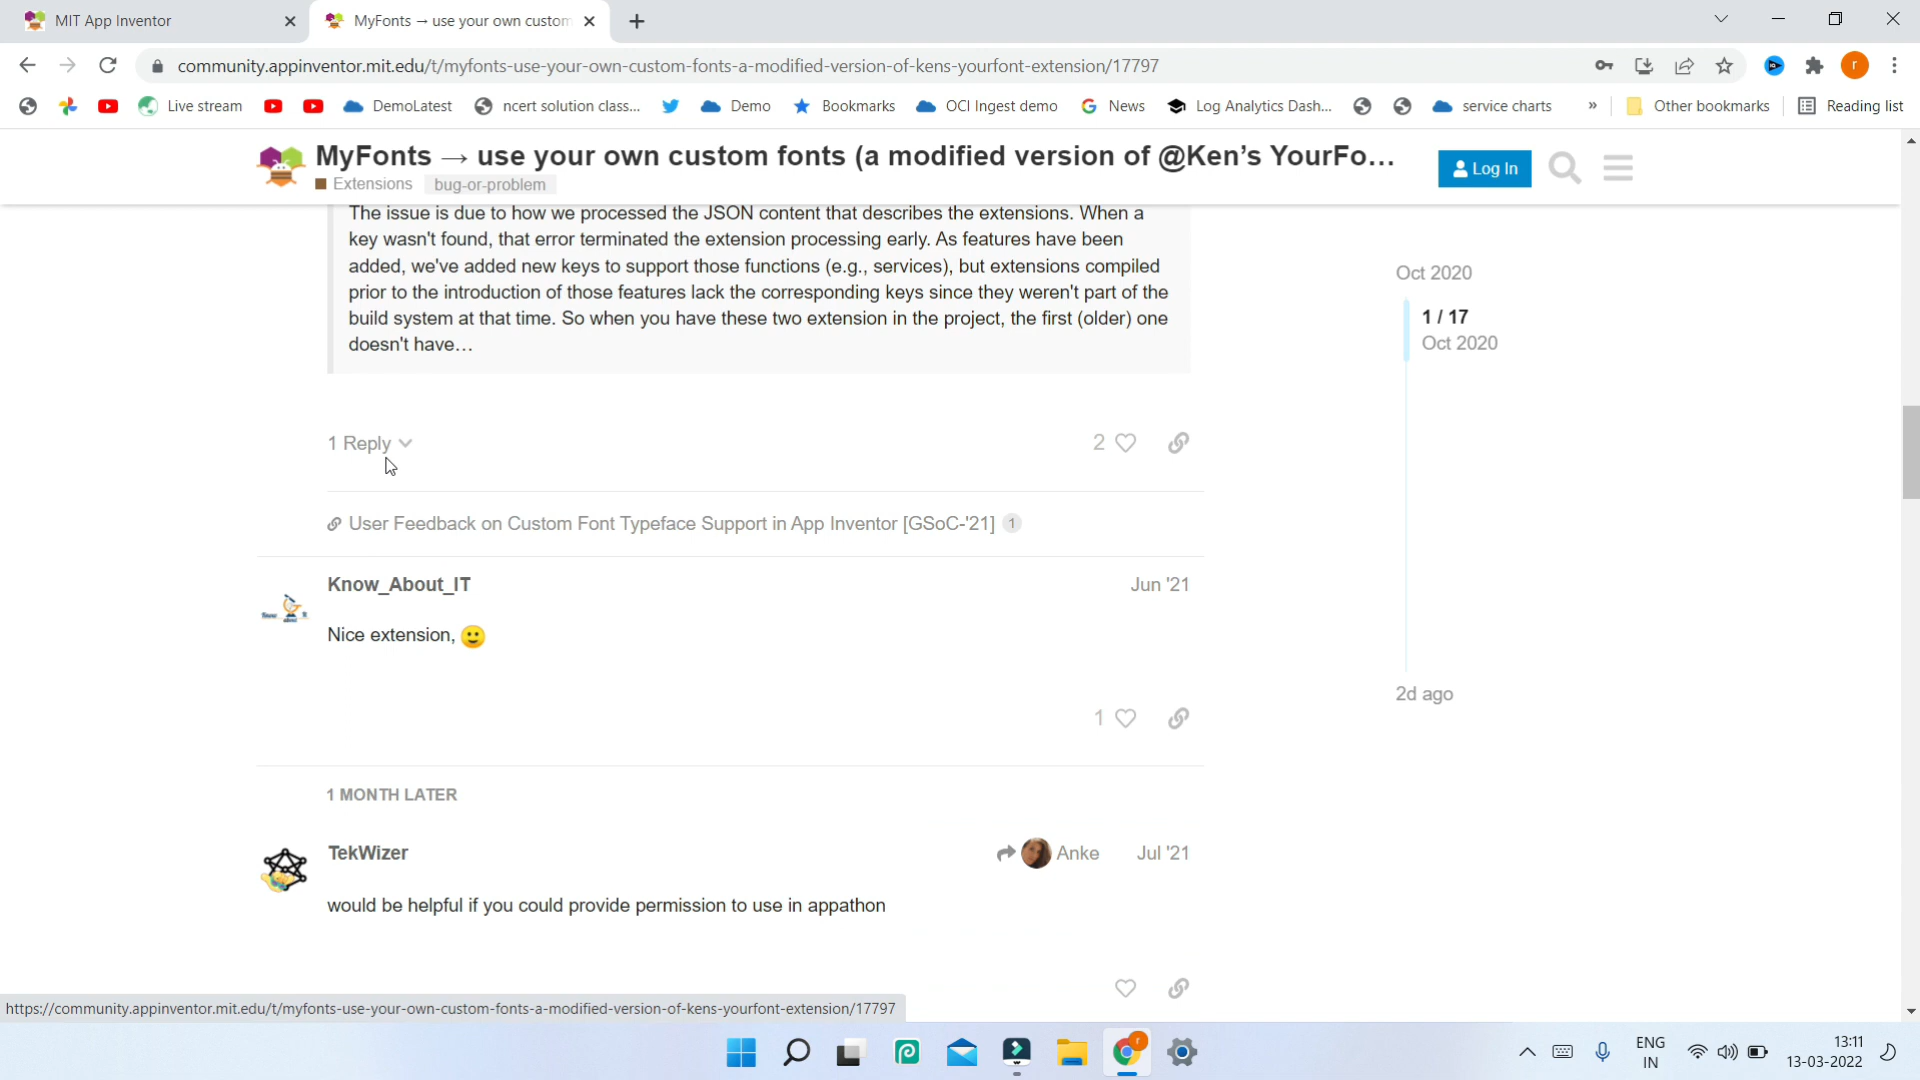 MIT App Inventor
MyFonts → use your own custom
community.appinventor.mit.edu/t/myfonts-use-your-own-custom-fonts-a-modified-version-of-kens-yourfont-extension/17797
r
Live stream
DemoLatest
ncert solution class...
Demo
Bookmarks
OCI Ingest demo
News
Log Analytics Dash...
service charts
»
Other bookmarks
Reading list
MyFonts → use your own custom fonts (a modified version of @Ken's YourFo...
Extensions bug-or-problem
Log In
The issue is due to how we processed the JSON content that describes the extensions. When a
key wasn't found, that error terminated the extension processing early. As features have been
added, we've added new keys to support those functions (e.g., services), but extensions compiled
prior to the introduction of those features lack the corresponding keys since they weren't part of the
build system at that time. So when you have these two extension in the project, the first (older) one
doesn't have…
Oct 2020
1 / 17
Oct 2020
2d ago
1 Reply
2
User Feedback on Custom Font Typeface Support in App Inventor [GSoC-'21] 1
Know_About_IT Jun '21
Nice extension, 🙂
1
1 MONTH LATER
TekWizer Anke Jul '21
would be helpful if you could provide permission to use in appathon
https://community.appinventor.mit.edu/t/myfonts-use-your-own-custom-fonts-a-modified-version-of-kens-yourfont-extension/17797
r
ENG
IN
13:11
13-03-2022